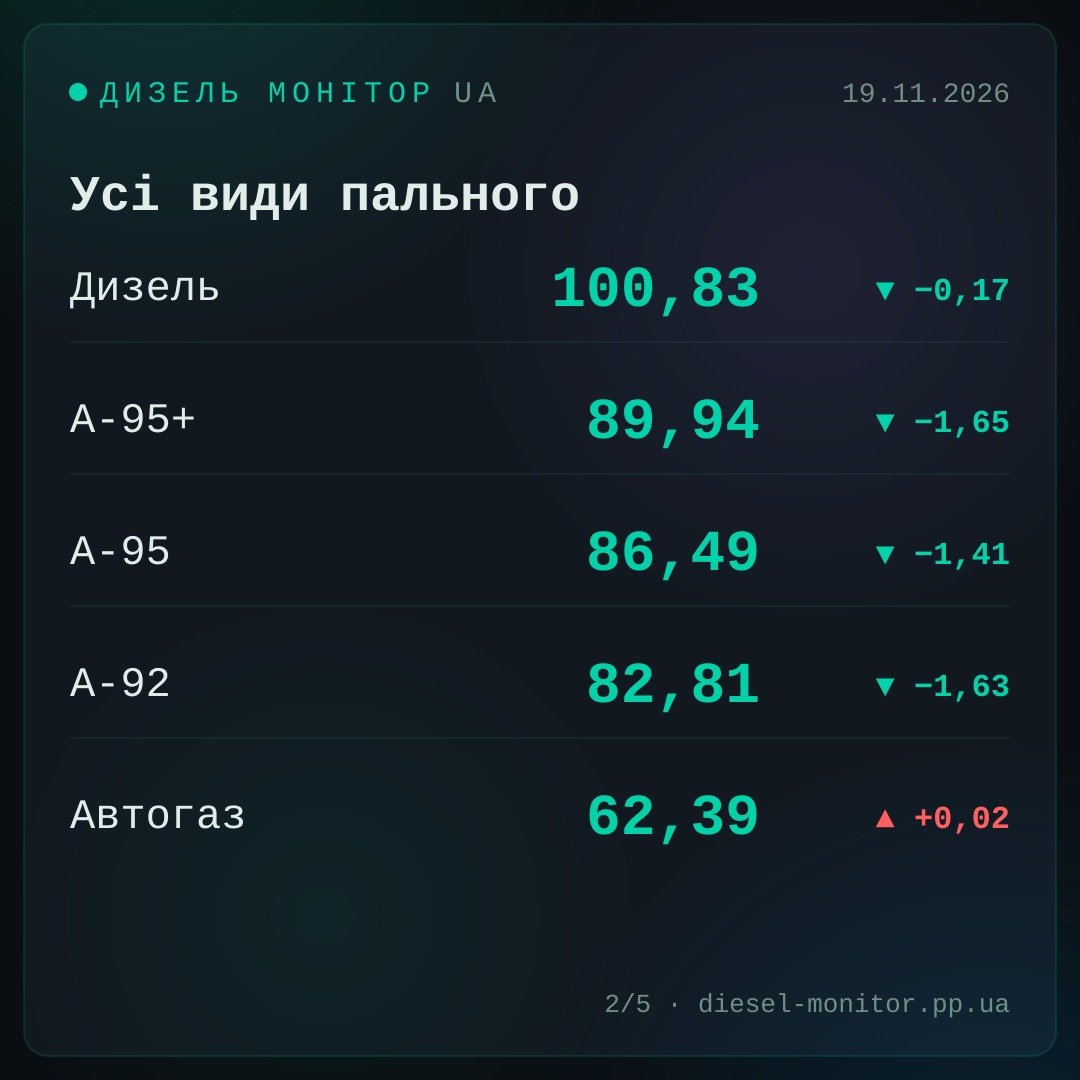 ДИЗЕЛЬ МОНІТОР UA 19.11.2026
Усі види пального
Дизель 100,83 ▼ −0,17
А-95+ 89,94 ▼ −1,65
А-95 86,49 ▼ −1,41
А-92 82,81 ▼ −1,63
Автогаз 62,39 ▲ +0,02
2/5 · diesel-monitor.pp.ua